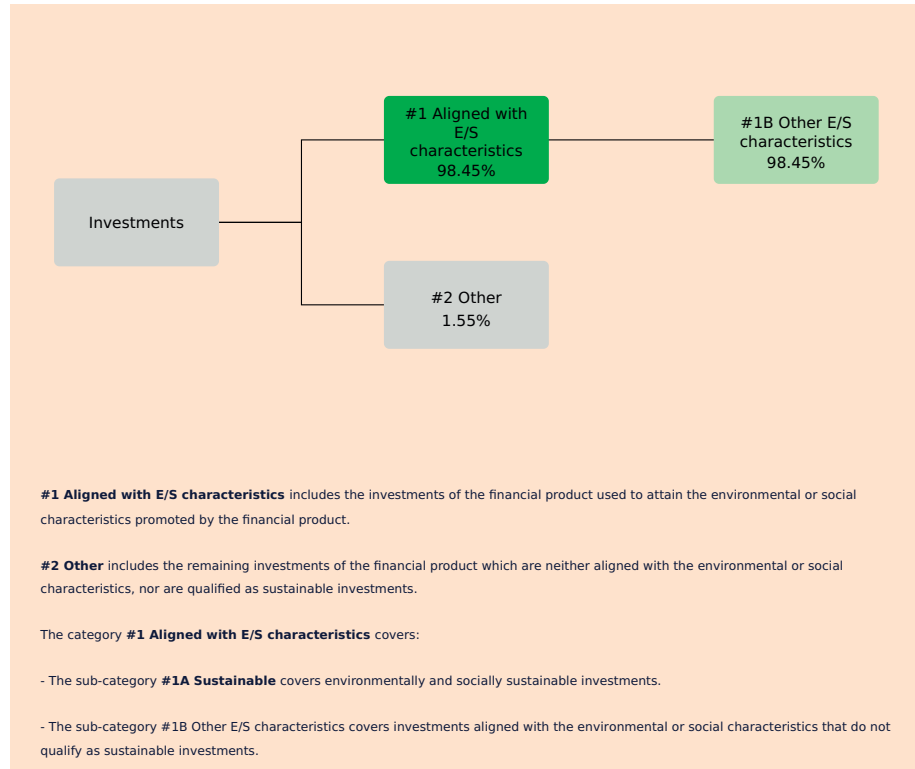 #1 Aligned with
E/S
characteristics
98.45%
#1B Other E/S
characteristics
98.45%
Investments
#2 Other
1.55%
#1 Aligned with E/S characteristics includes the investments of the financial product used to attain the environmental or social
characteristics promoted by the financial product.
#2 Other includes the remaining investments of the financial product which are neither aligned with the environmental or social
characteristics, nor are qualified as sustainable investments.
The category #1 Aligned with E/S characteristics covers:
- The sub-category #1A Sustainable covers environmentally and socially sustainable investments.
- The sub-category #1B Other E/S characteristics covers investments aligned with the environmental or social characteristics that do not
qualify as sustainable investments.